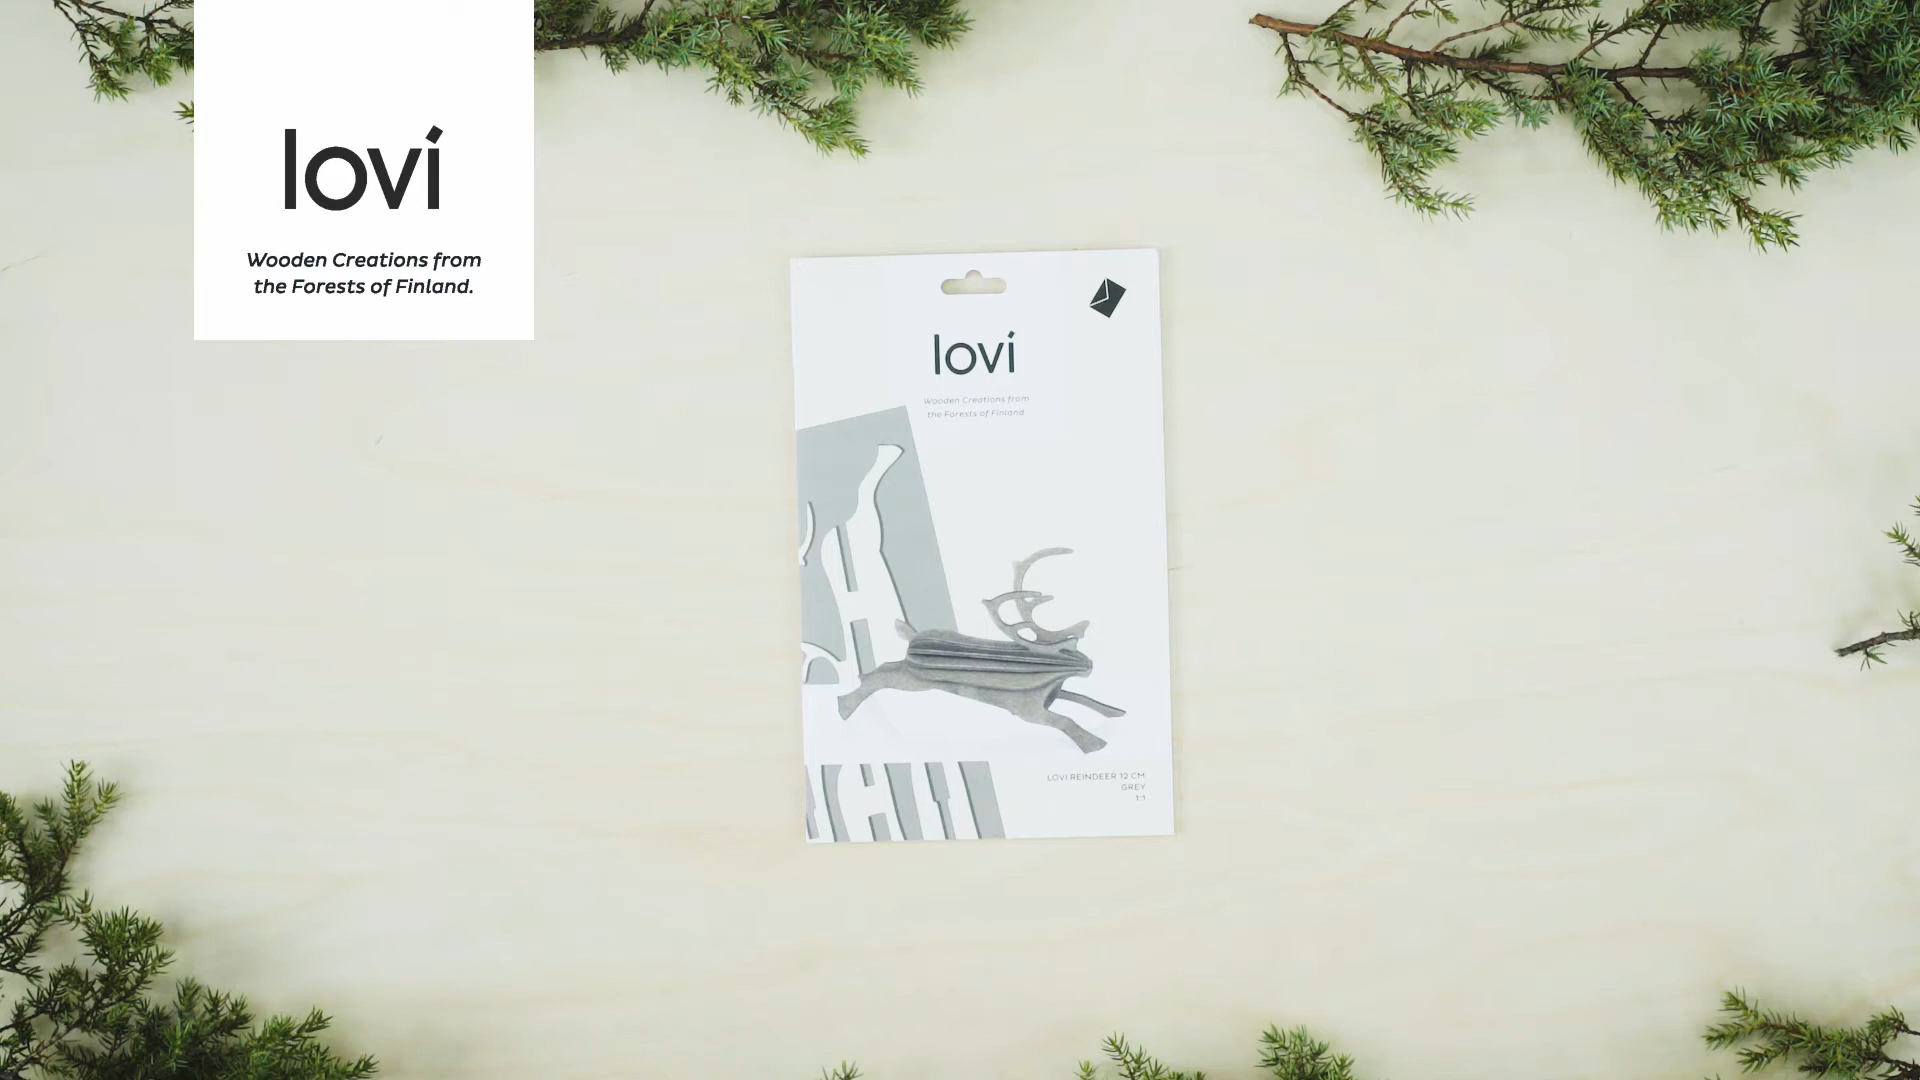 lovi
Wooden Creations from
the Forests of Finland.
lovi
Wooden Creations from
the Forests of Finland
LOVI REINDEER 12 CM
GREY
1:1